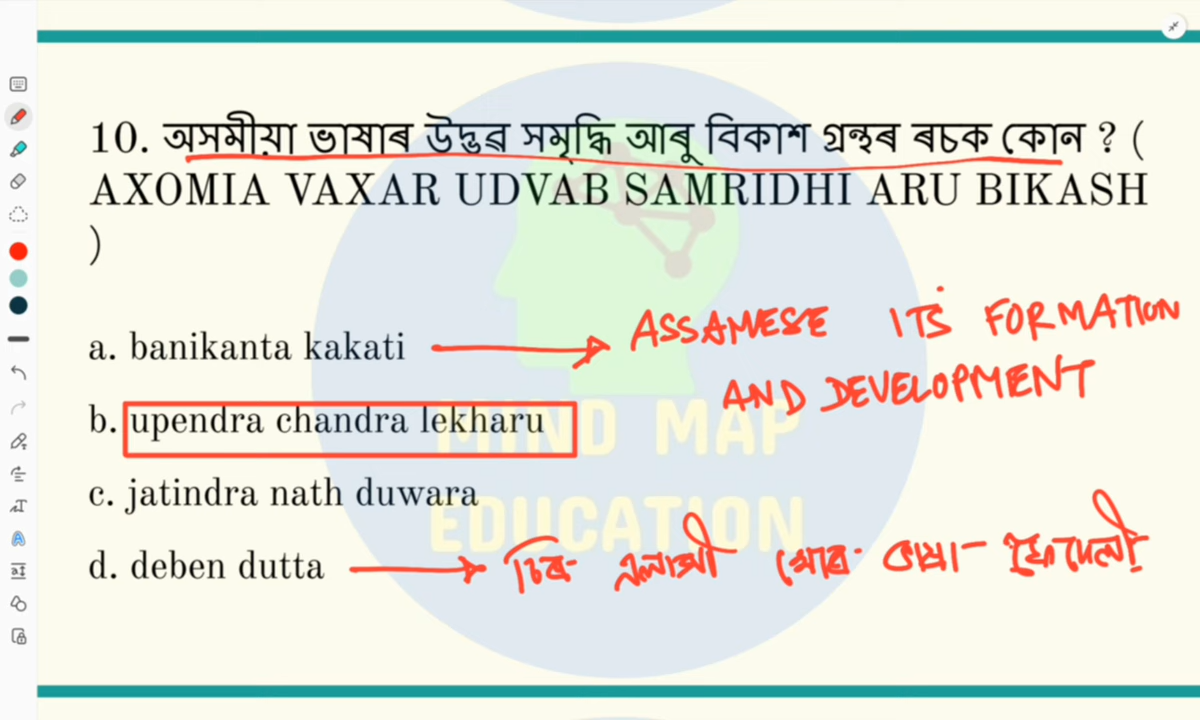 10. অসমীয়া ভাষাৰ উদ্ভৱ সমৃদ্ধি আৰু বিকাশ গ্ৰন্থৰ ৰচক কোন ? (
AXOMIA VAXAR UDVAB SAMRIDHI ARU BIKASH
)
a. banikanta kakati
ASSAMESE ITS FORMATION
AND DEVELOPMENT
b. upendra chandra lekharu
MIND MAP
c. jatindra nath duwara
EDUCATION
d. deben dutta
চিৰ মোৰ ভাষা